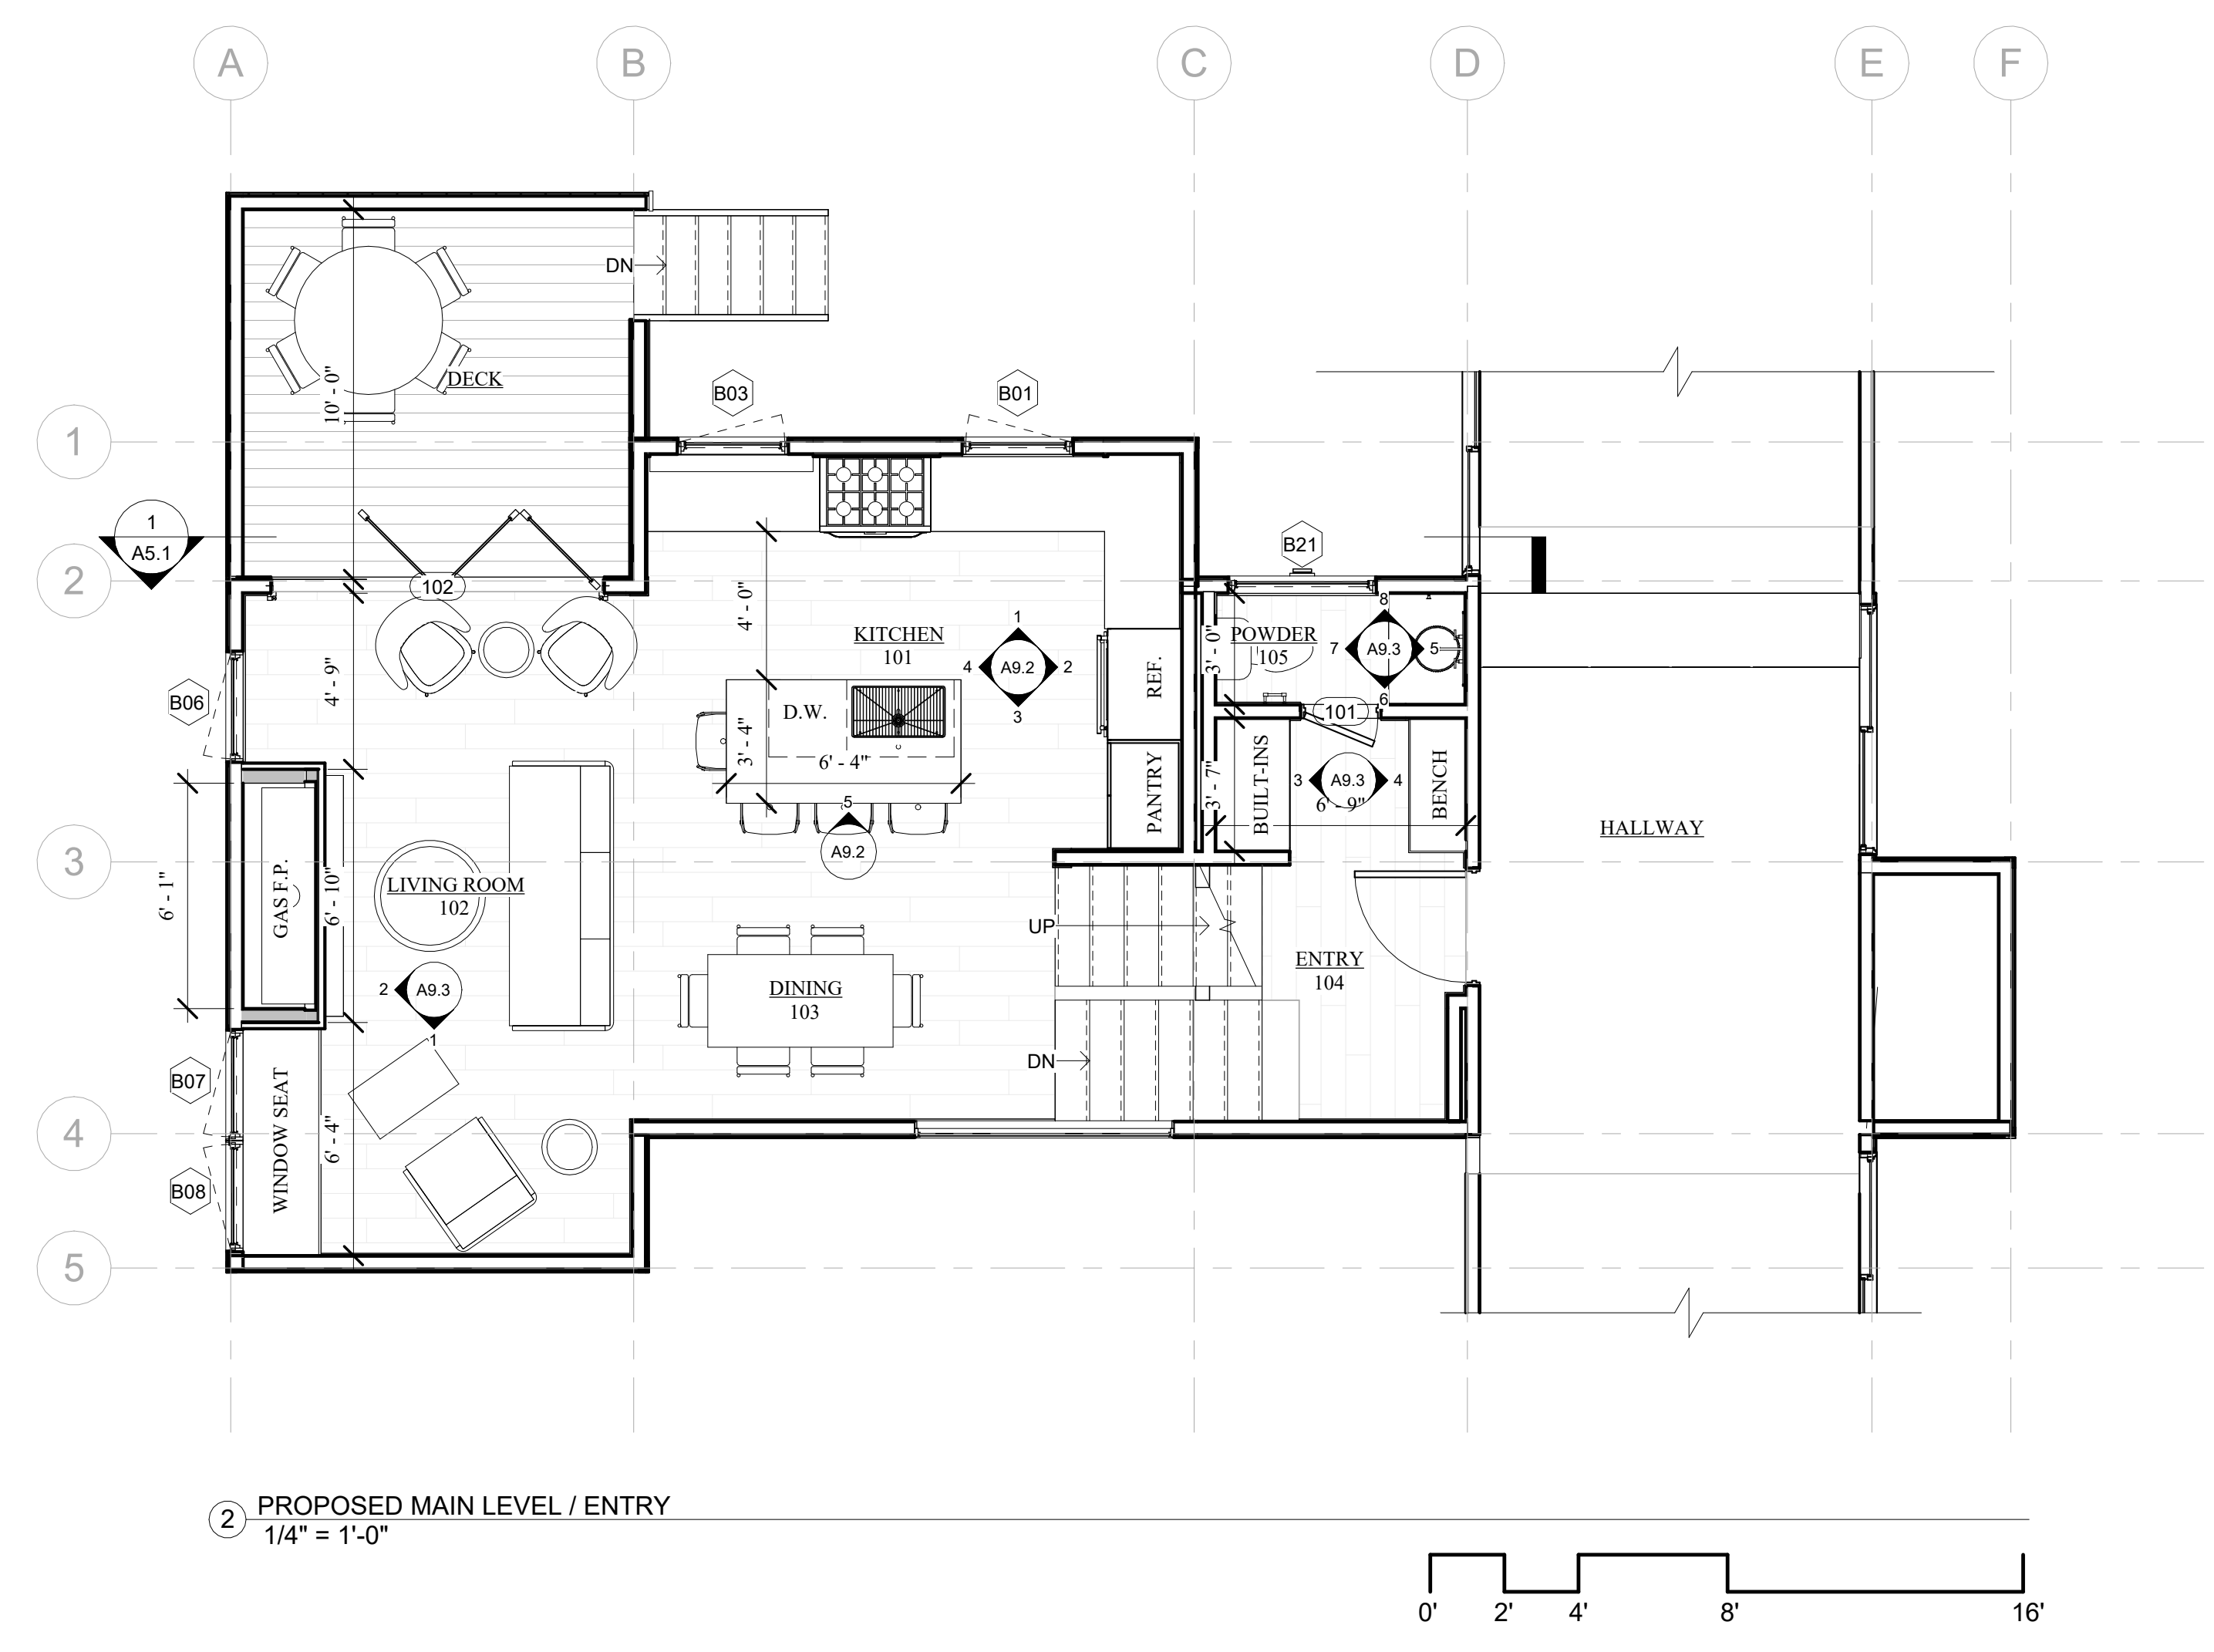 A B C D E F
DN
B03 B01
DECK
10' - 0"
1
1
A5.1
B21
2
102
8
4' - 0"
KITCHEN
101
1
4 A9.2 2
3
REF.
3' - 0"
POWDER
105
7 A9.3 5
6
4' - 9"
B06
D.W.
3' - 4"
6' - 4"
101
PANTRY
3' - 7"
BUILT-INS
3 A9.3 4
6' - 9"
BENCH
5
A9.2
HALLWAY
3
6' - 1"
GAS F.P.
6' - 10"
LIVING ROOM
102
UP
ENTRY
104
2 A9.3
1
DINING
103
DN
B07
WINDOW SEAT
6' - 4"
4
B08
5
2 PROPOSED MAIN LEVEL / ENTRY
1/4" = 1'-0"
0' 2' 4' 8' 16'